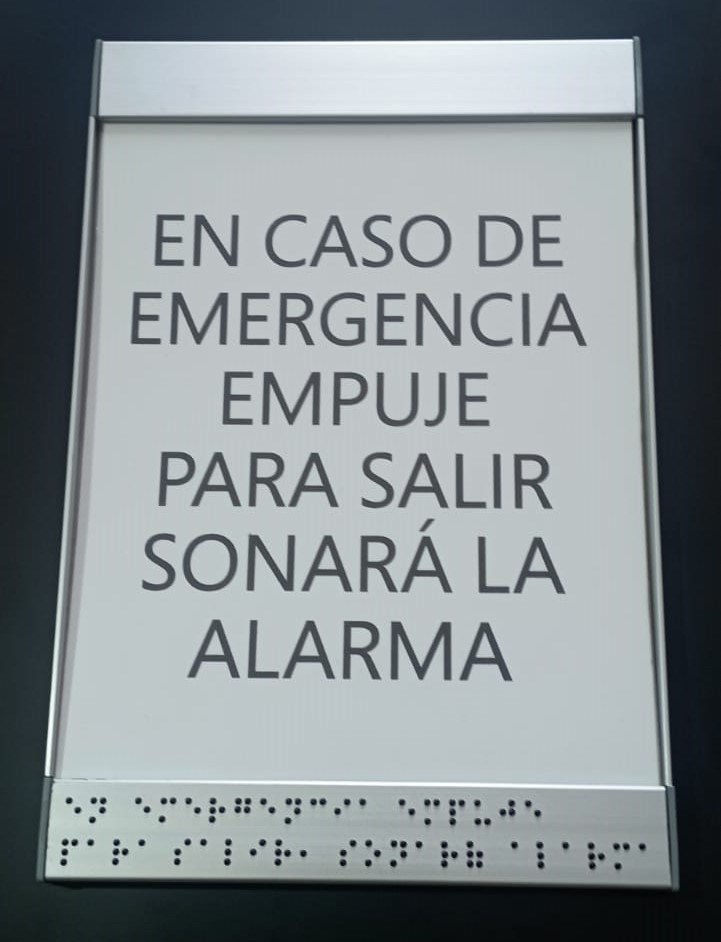 EN CASO DE
EMERGENCIA
EMPUJE
PARA SALIR
SONARÁ LA
ALARMA